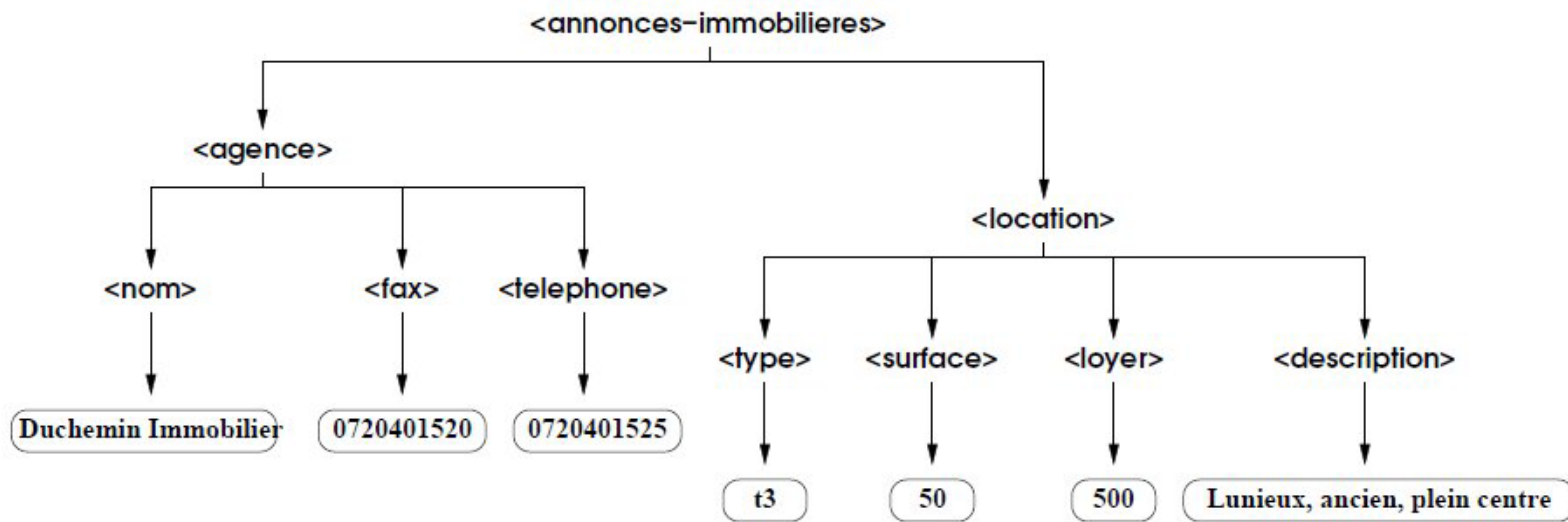 <annonces-immobilieres>
<agence>
<location>
<nom> <fax> <telephone>
<type> <surface> <loyer> <description>
Duchemin Immobilier 0720401520 0720401525
t3 50 500 Lunieux, ancien, plein centre